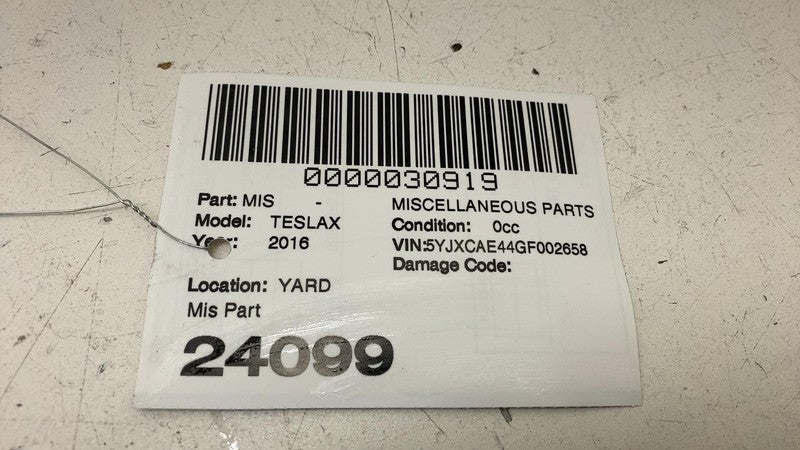 0000030919
Part: MIS - MISCELLANEOUS PARTS
Model: TESLAX Condition: 0cc
Year: 2016 VIN:5YJXCAE44GF002658
Damage Code:
Location: YARD
Mis Part
24099